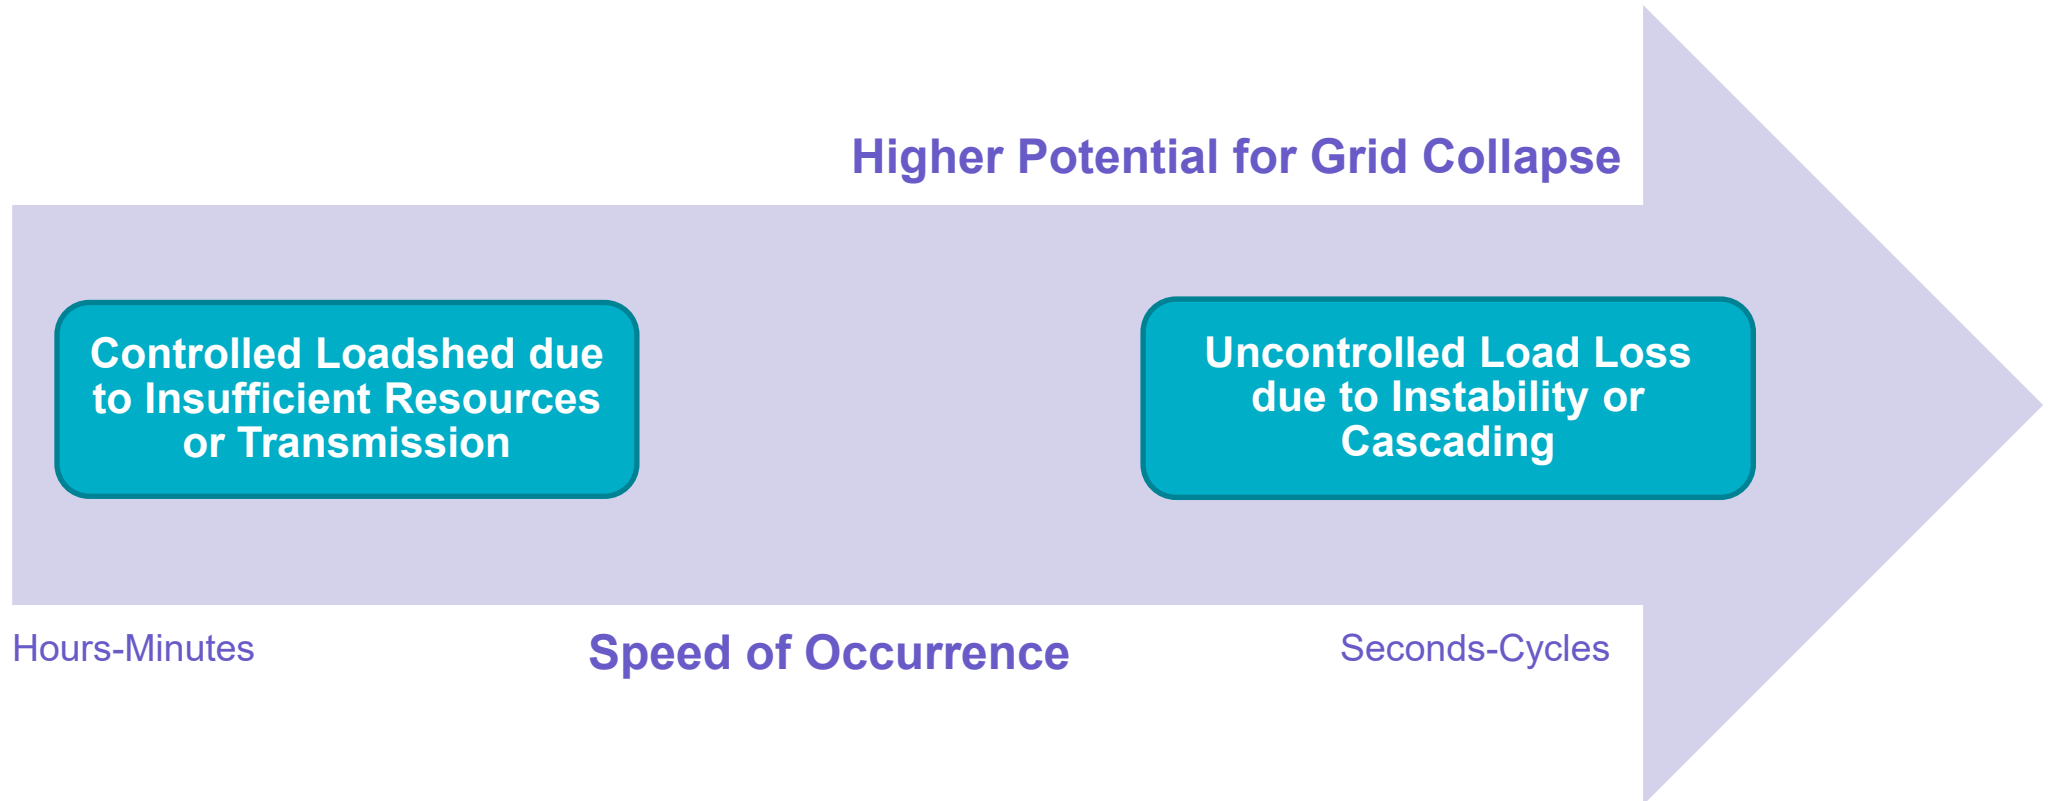 Higher Potential for Grid Collapse
Controlled Loadshed due
to Insufficient Resources
or Transmission
Uncontrolled Load Loss
due to Instability or
Cascading
Hours-Minutes
Speed of Occurrence
Seconds-Cycles